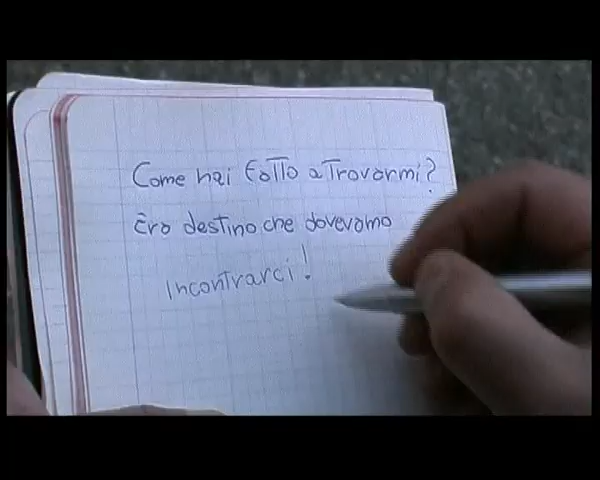 Come hai fatto a Trovarmi?
Era destino che dovevamo
Incontrarci!